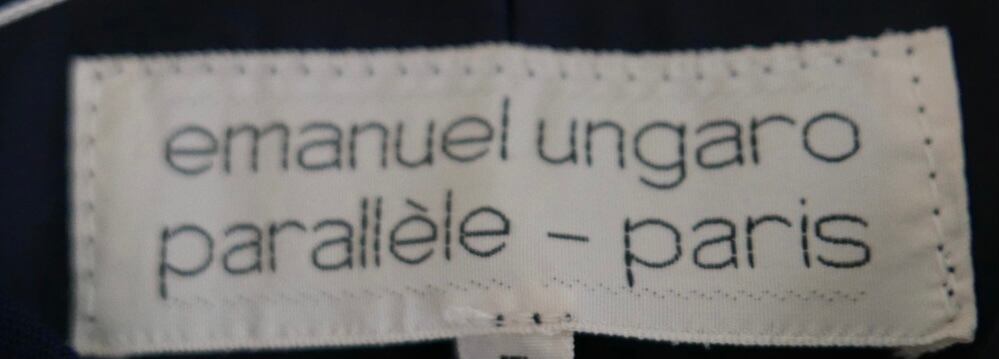 emanuel ungaro
parallèle - paris